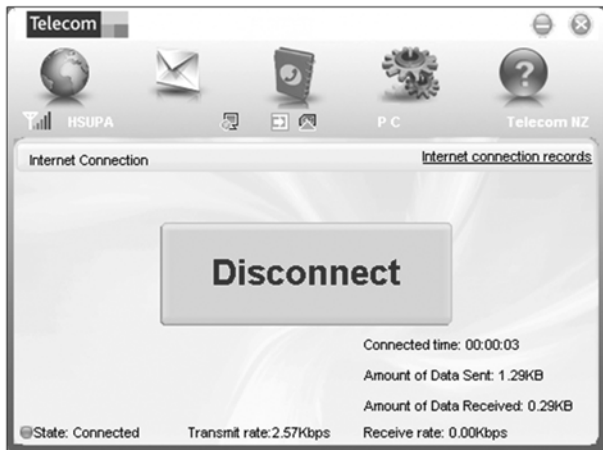 Telecom
?
HSUPA P C Telecom NZ
Internet Connection Internet connection records
Disconnect
Connected time: 00:00:03
Amount of Data Sent: 1.29KB
Amount of Data Received: 0.29KB
State: Connected Transmit rate:2.57Kbps Receive rate: 0.00Kbps